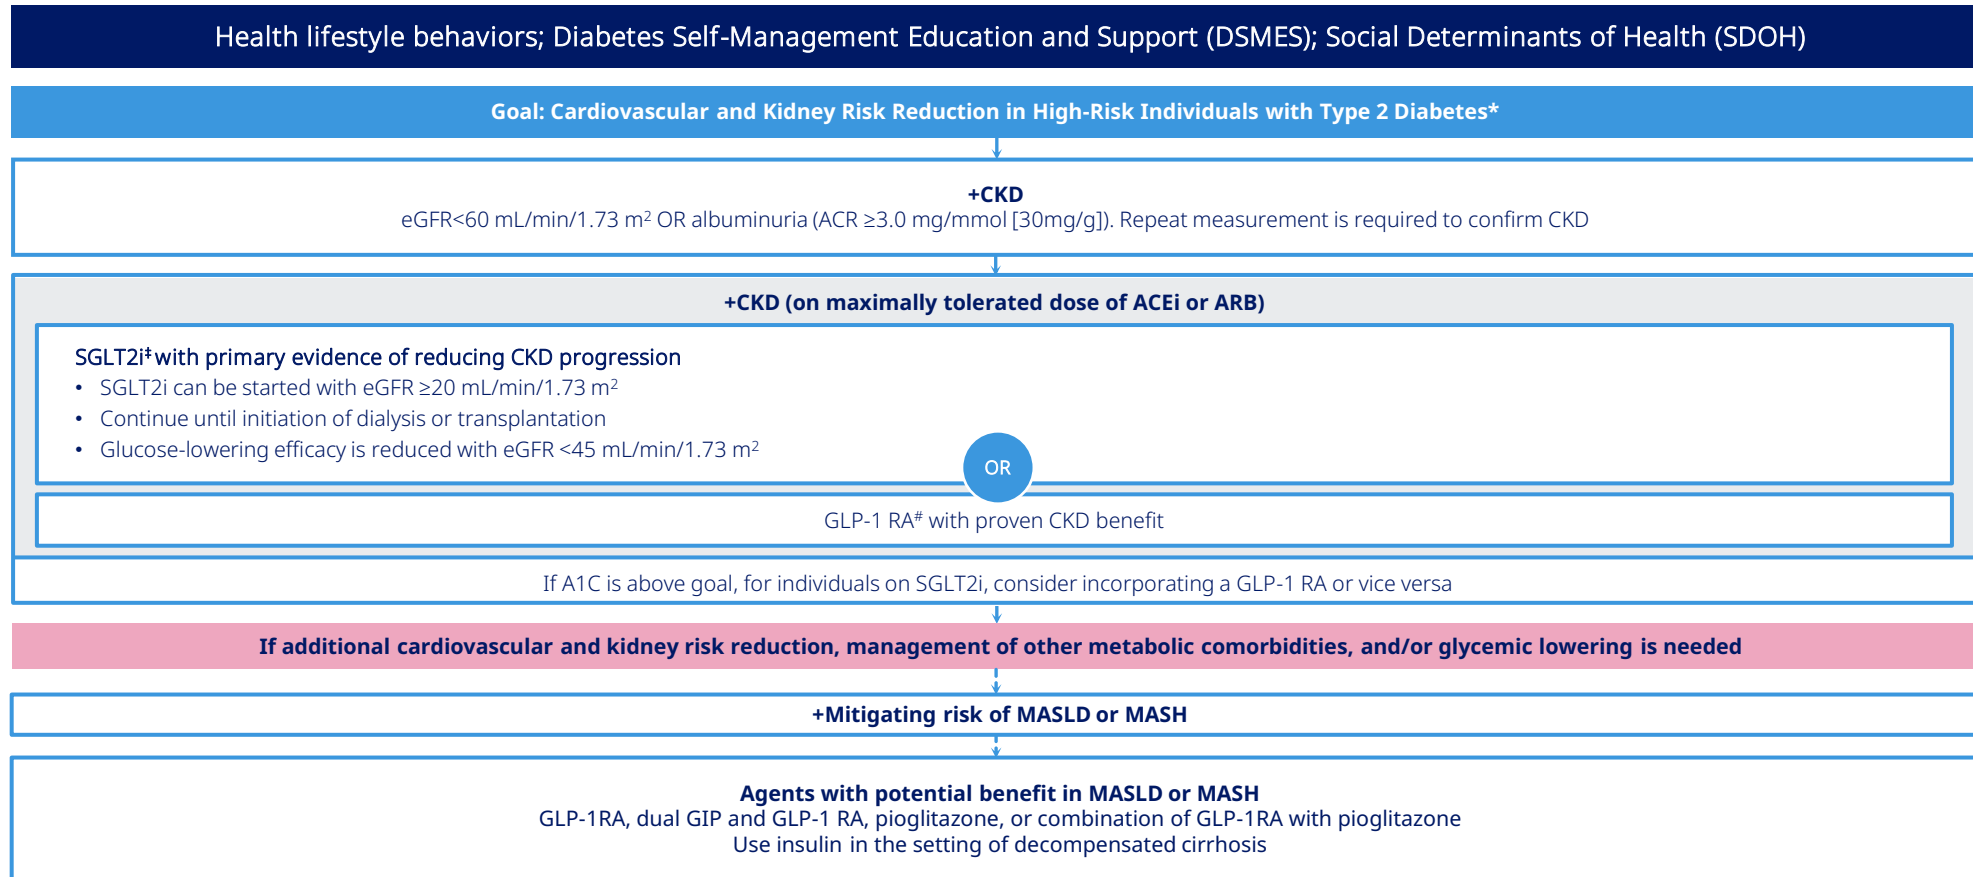 Health lifestyle behaviors; Diabetes Self-Management Education and Support (DSMES); Social Determinants of Health (SDOH)
Goal: Cardiovascular and Kidney Risk Reduction in High-Risk Individuals with Type 2 Diabetes*
+CKD
eGFR<60 mL/min/1.73 m² OR albuminuria (ACR ≥3.0 mg/mmol [30mg/g]). Repeat measurement is required to confirm CKD
+CKD (on maximally tolerated dose of ACEi or ARB)
SGLT2i‡ with primary evidence of reducing CKD progression
• SGLT2i can be started with eGFR ≥20 mL/min/1.73 m²
• Continue until initiation of dialysis or transplantation
• Glucose-lowering efficacy is reduced with eGFR <45 mL/min/1.73 m²
OR
GLP-1 RA# with proven CKD benefit
If A1C is above goal, for individuals on SGLT2i, consider incorporating a GLP-1 RA or vice versa
If additional cardiovascular and kidney risk reduction, management of other metabolic comorbidities, and/or glycemic lowering is needed
+Mitigating risk of MASLD or MASH
Agents with potential benefit in MASLD or MASH
GLP-1RA, dual GIP and GLP-1 RA, pioglitazone, or combination of GLP-1RA with pioglitazone
Use insulin in the setting of decompensated cirrhosis